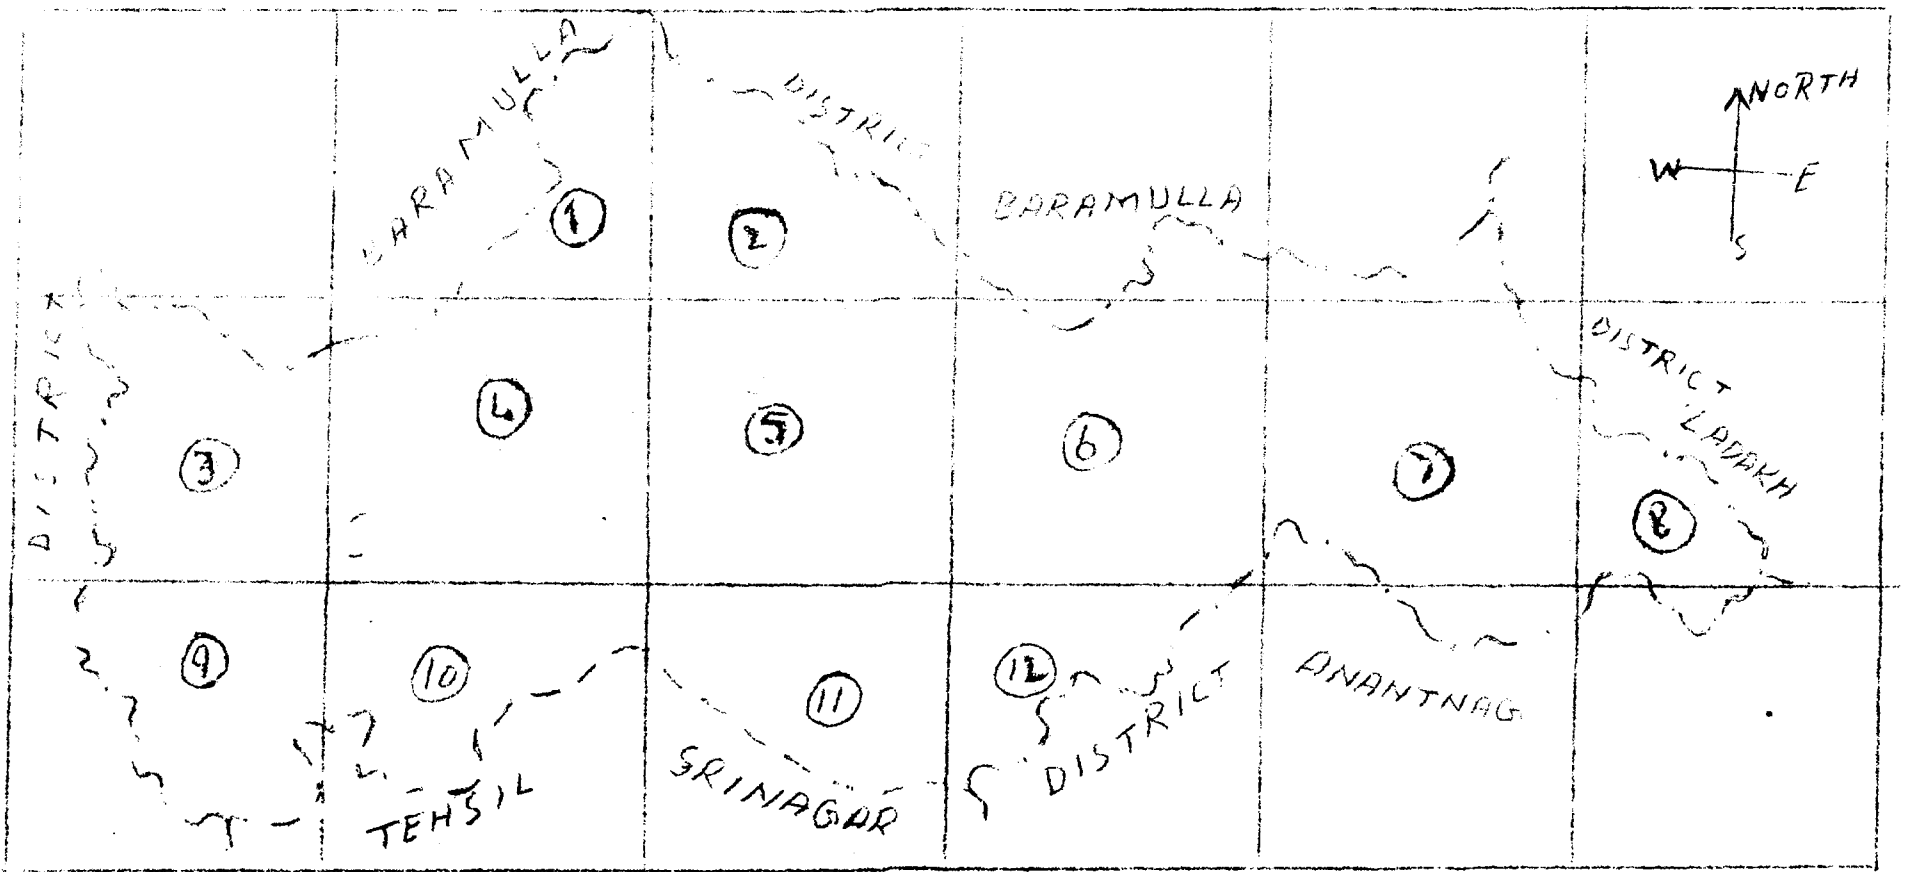 BARAMULLA
DISTRICT
BARAMULLA
NORTH
W
E
S
1
2
DISTRICT
DISTRICT LADAKH
3
4
5
6
7
8
9
10
11
12
TEHSIL
SRINAGAR
DISTRICT
ANANTNAG